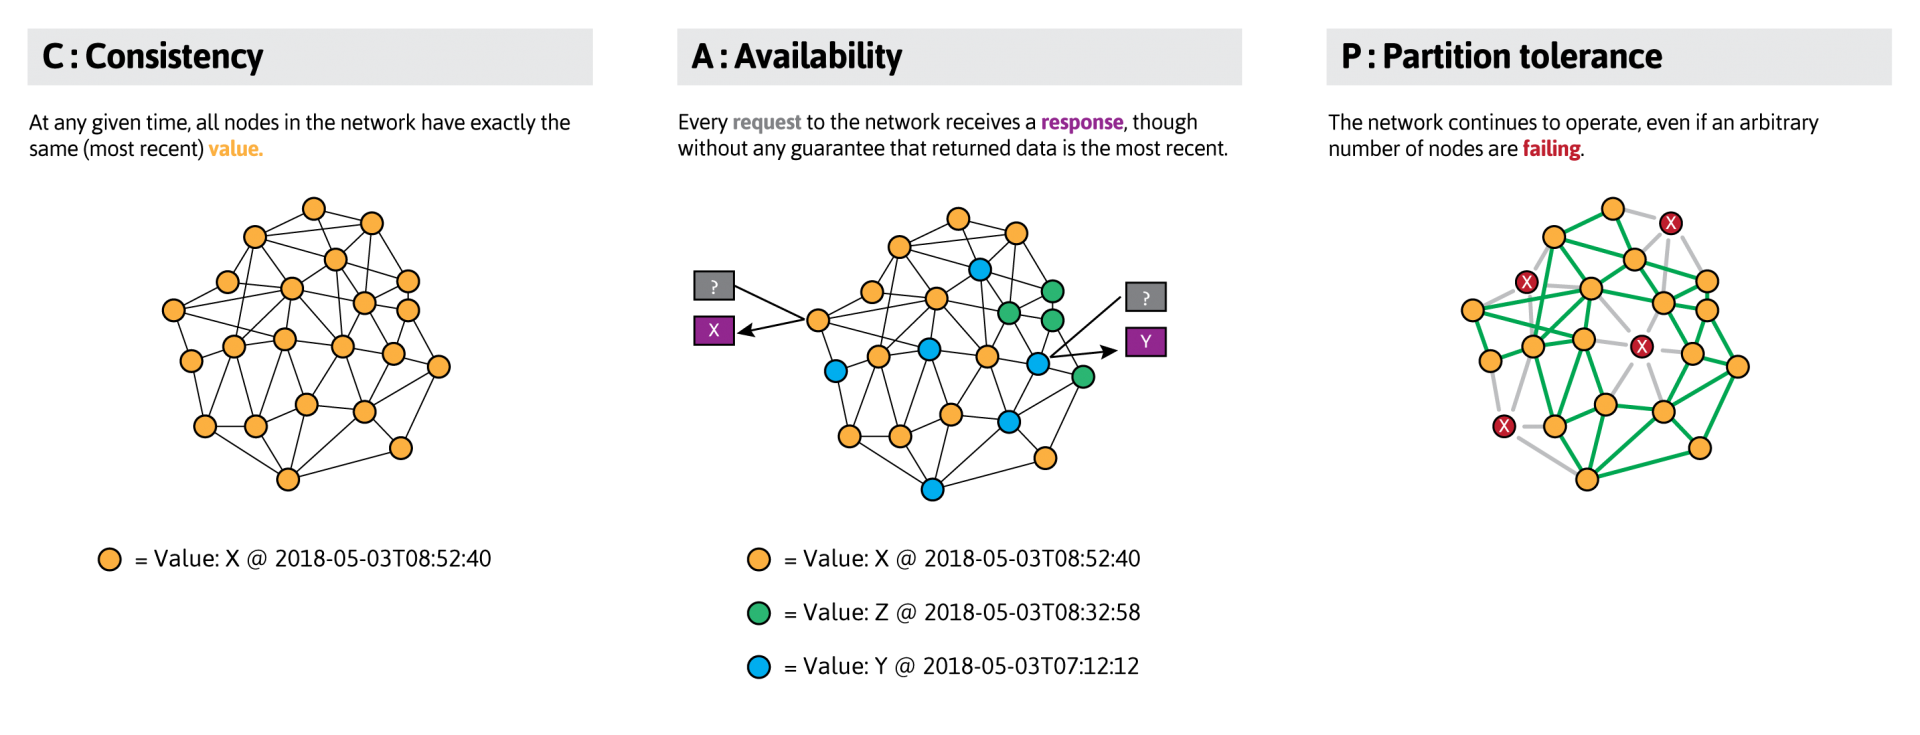 C : Consistency
At any given time, all nodes in the network have exactly the
same (most recent) value.
= Value: X @ 2018-05-03T08:52:40
A : Availability
Every request to the network receives a response, though
without any guarantee that returned data is the most recent.
?
X
?
Y
= Value: X @ 2018-05-03T08:52:40
= Value: Z @ 2018-05-03T08:32:58
= Value: Y @ 2018-05-03T07:12:12
P : Partition tolerance
The network continues to operate, even if an arbitrary
number of nodes are failing.
X
X
X
X